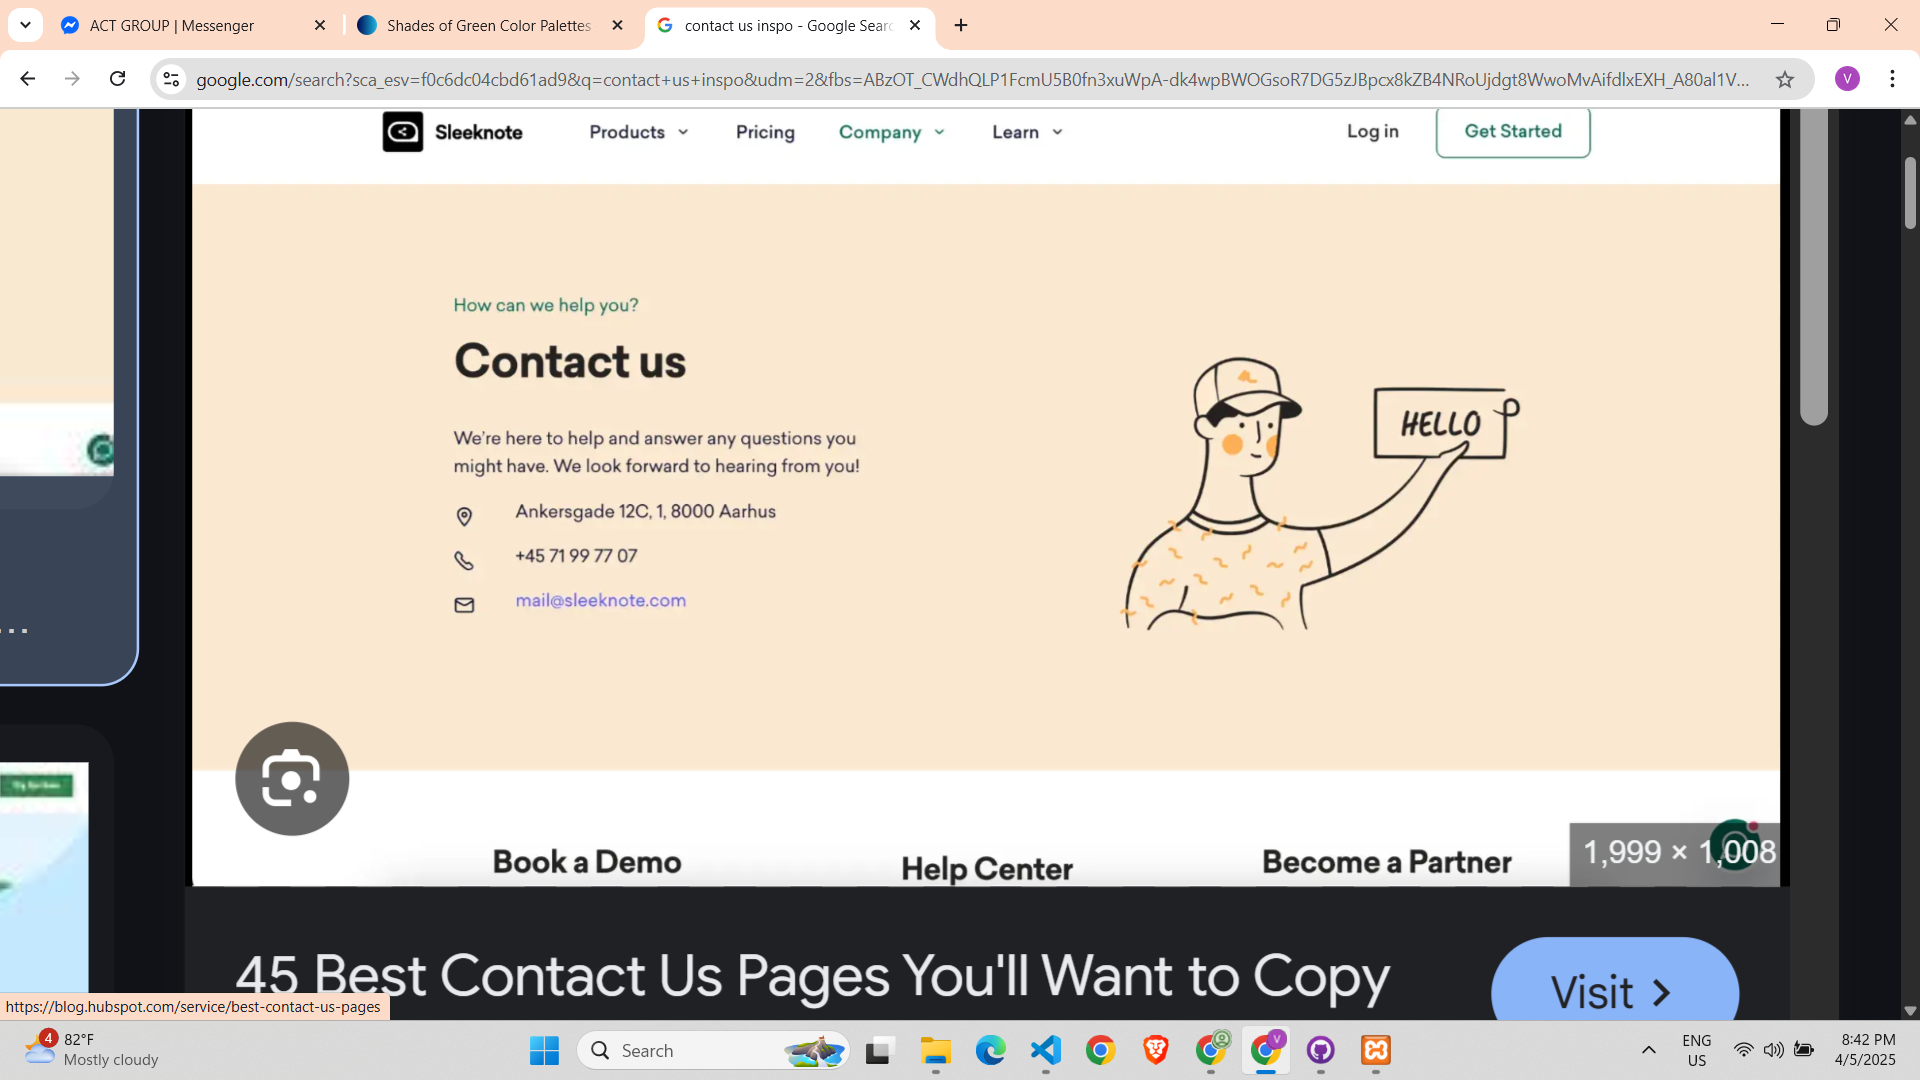 ACT GROUP | Messenger
Shades of Green Color Palettes
contact us inspo - Google Searc
google.com/search?sca_esv=f0c6dc04cbd61ad9&q=contact+us+inspo&udm=2&fbs=ABzOT_CWdhQLP1FcmU5B0fn3xuWpA-dk4wpBWOGsoR7DG5zJBpcx8kZB4NRoUjdgt8WwoMvAifdlxEXH_A80al1V...
V
Sleeknote
Products
Pricing
Company
Learn
Log in
Get Started
How can we help you?
Contact us
We're here to help and answer any questions you
might have. We look forward to hearing from you!
Ankersgade 12C, 1, 8000 Aarhus
+45 71 99 77 07
mail@sleeknote.com
HELLO
...
Book a Demo
Help Center
Become a Partner
1,999 × 1,008
45 Best Contact Us Pages You'll Want to Copy
Visit
https://blog.hubspot.com/service/best-contact-us-pages
4
82°F
Mostly cloudy
Search
V
ENG
US
8:42 PM
4/5/2025